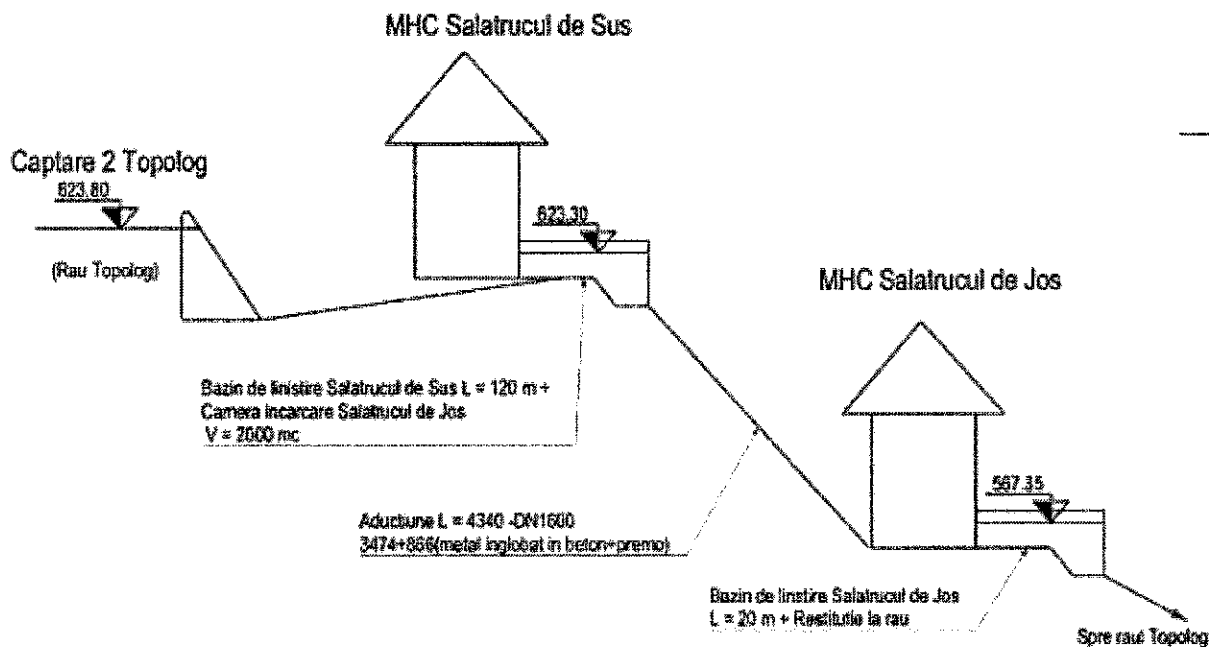 MHC Salatrucul de Sus
Captare 2 Topolog
623.80
(Rau Topolog)
623.30
MHC Salatrucul de Jos
Bazin de linistire Salatrucul de Sus L = 120 m +
Camera incarcare Salatrucul de Jos
V = 2000 mc
567.35
Aductiune L = 4340 -DN1600
3474+866(metal inglobat in beton+premo)
Bazin de linstire Salatrucul de Jos
L = 20 m + Restitutie la rau
Spre raul Topolog